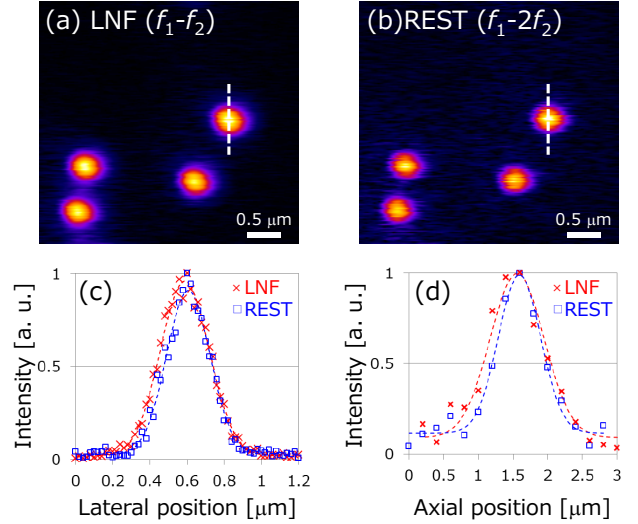 (a) LNF (f₁-f₂)
0.5 μm
(b)REST (f₁-2f₂)
0.5 μm
(c)
LNF
REST
Intensity [a. u.]
1
0.5
0
0 0.2 0.4 0.6 0.8 1.0 1.2
Lateral position [μm]
(d)
LNF
REST
Intensity [a. u.]
1
0.5
0
0 0.5 1 1.5 2 2.5 3
Axial position [μm]